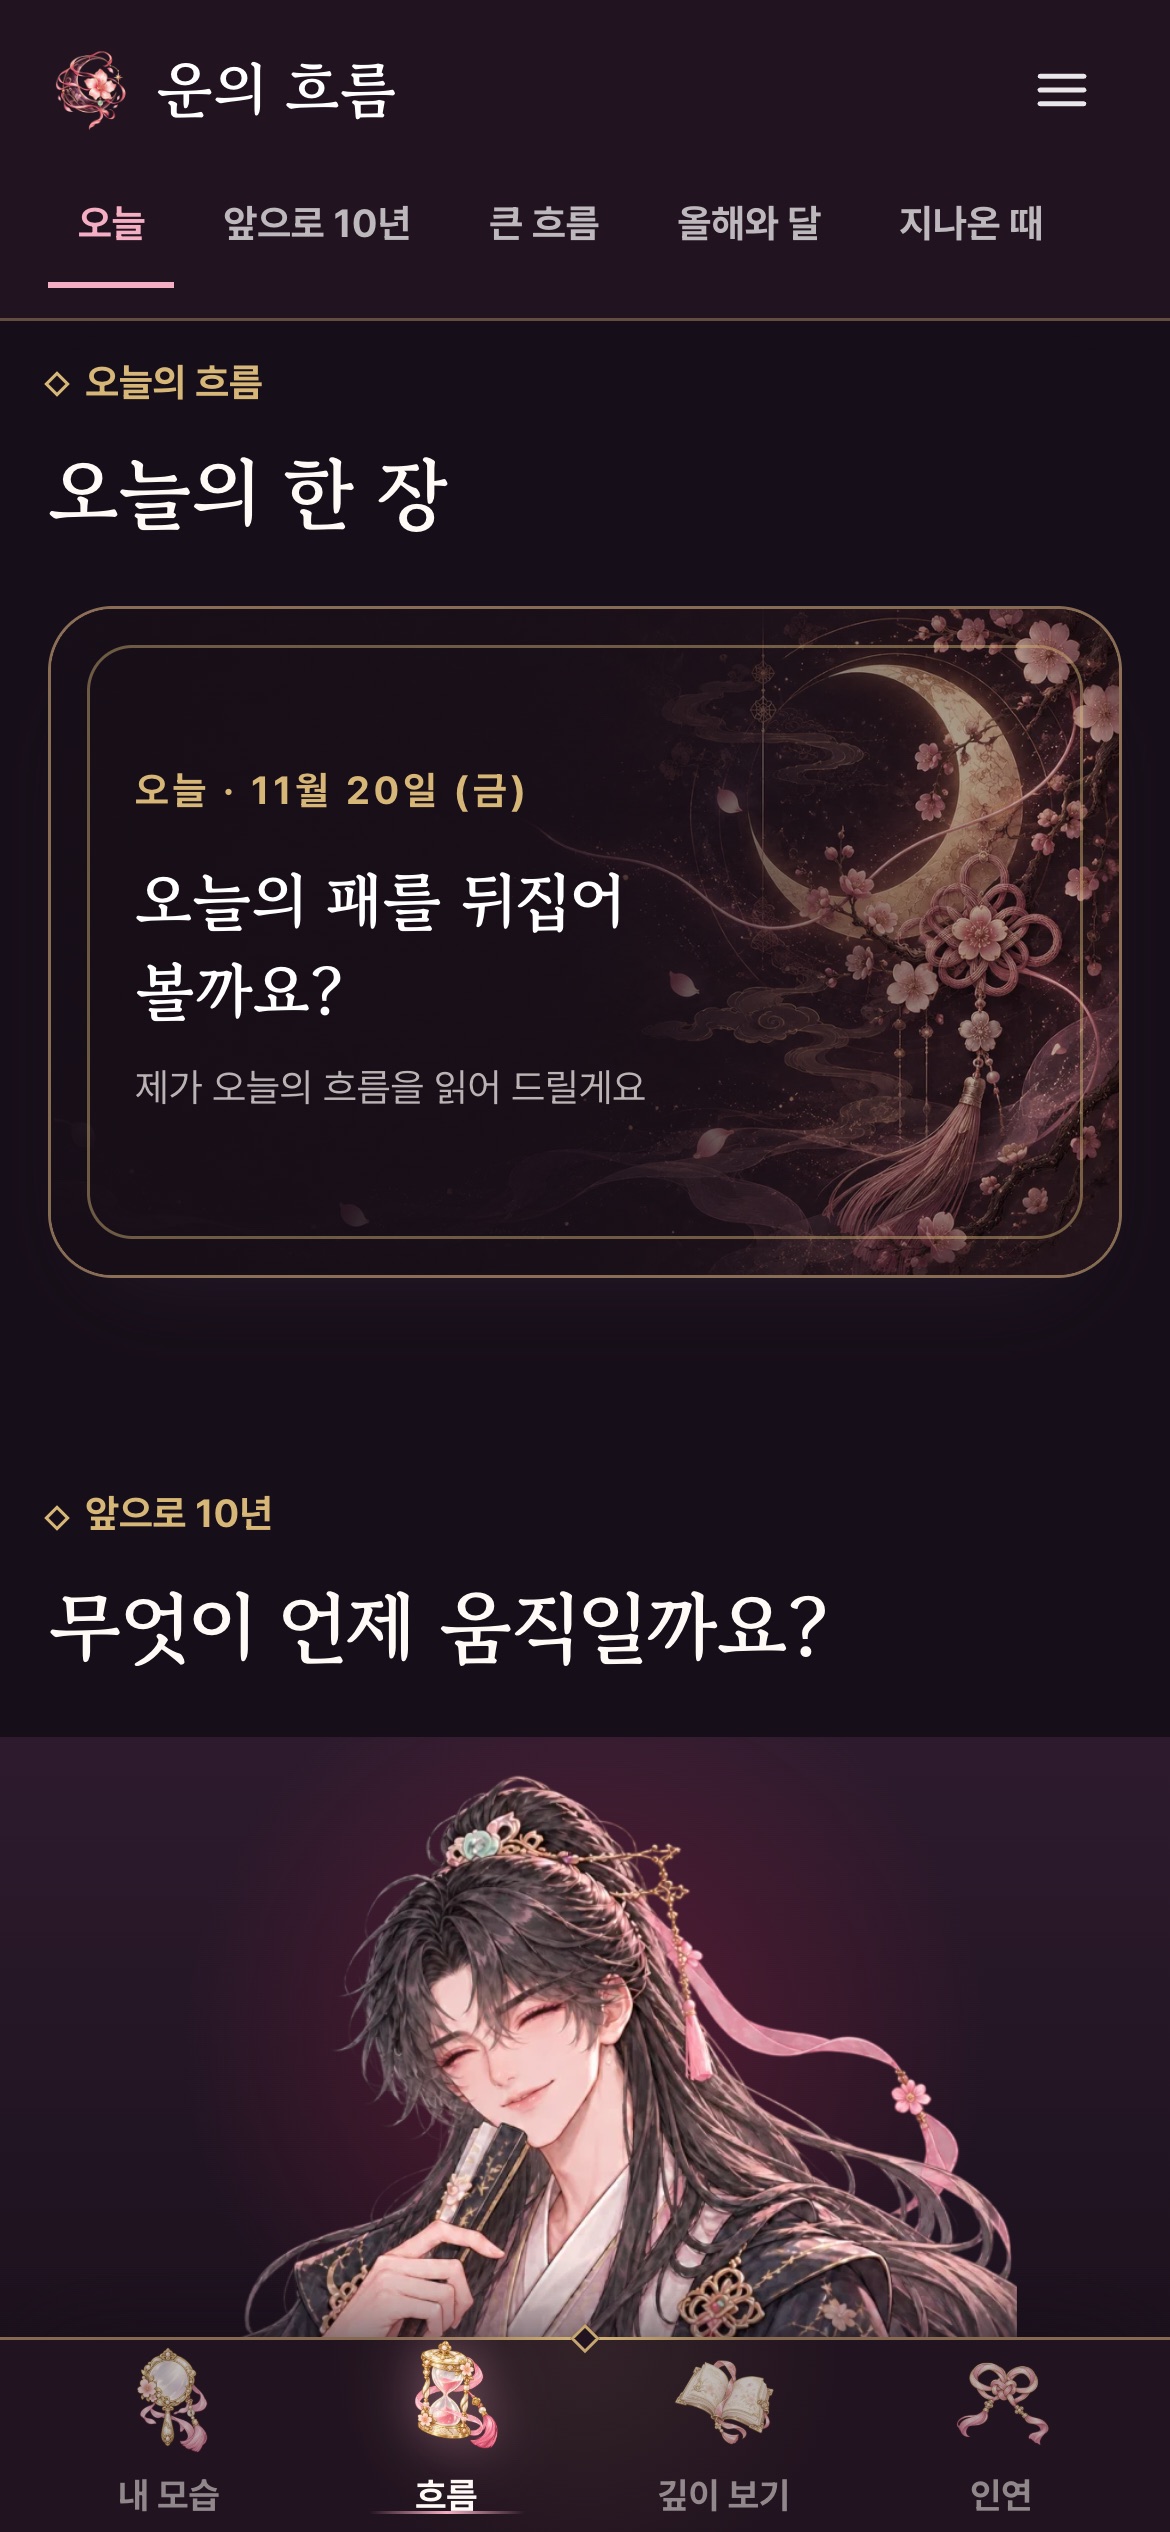 운의 흐름
오늘 앞으로 10년 큰 흐름 올해와 달 지나온 때
오늘의 흐름
오늘의 한 장
오늘 · 11월 20일 (금)
오늘의 패를 뒤집어
볼까요?
제가 오늘의 흐름을 읽어 드릴게요
앞으로 10년
무엇이 언제 움직일까요?
내 모습 흐름 깊이 보기 인연